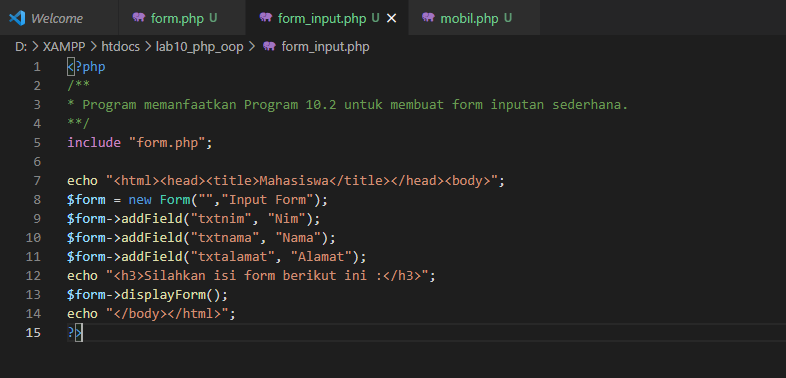 Welcome form.php U form_input.php U × mobil.php U
D: > XAMPP > htdocs > lab10_php_oop > form_input.php
1 <?php
2 /**
3 * Program memanfaatkan Program 10.2 untuk membuat form inputan sederhana.
4 **/
5 include "form.php";
6
7 echo "<html><head><title>Mahasiswa</title></head><body>";
8 $form = new Form("","Input Form");
9 $form->addField("txtnim", "Nim");
10 $form->addField("txtnama", "Nama");
11 $form->addField("txtalamat", "Alamat");
12 echo "<h3>Silahkan isi form berikut ini :</h3>";
13 $form->displayForm();
14 echo "</body></html>";
15 ?>